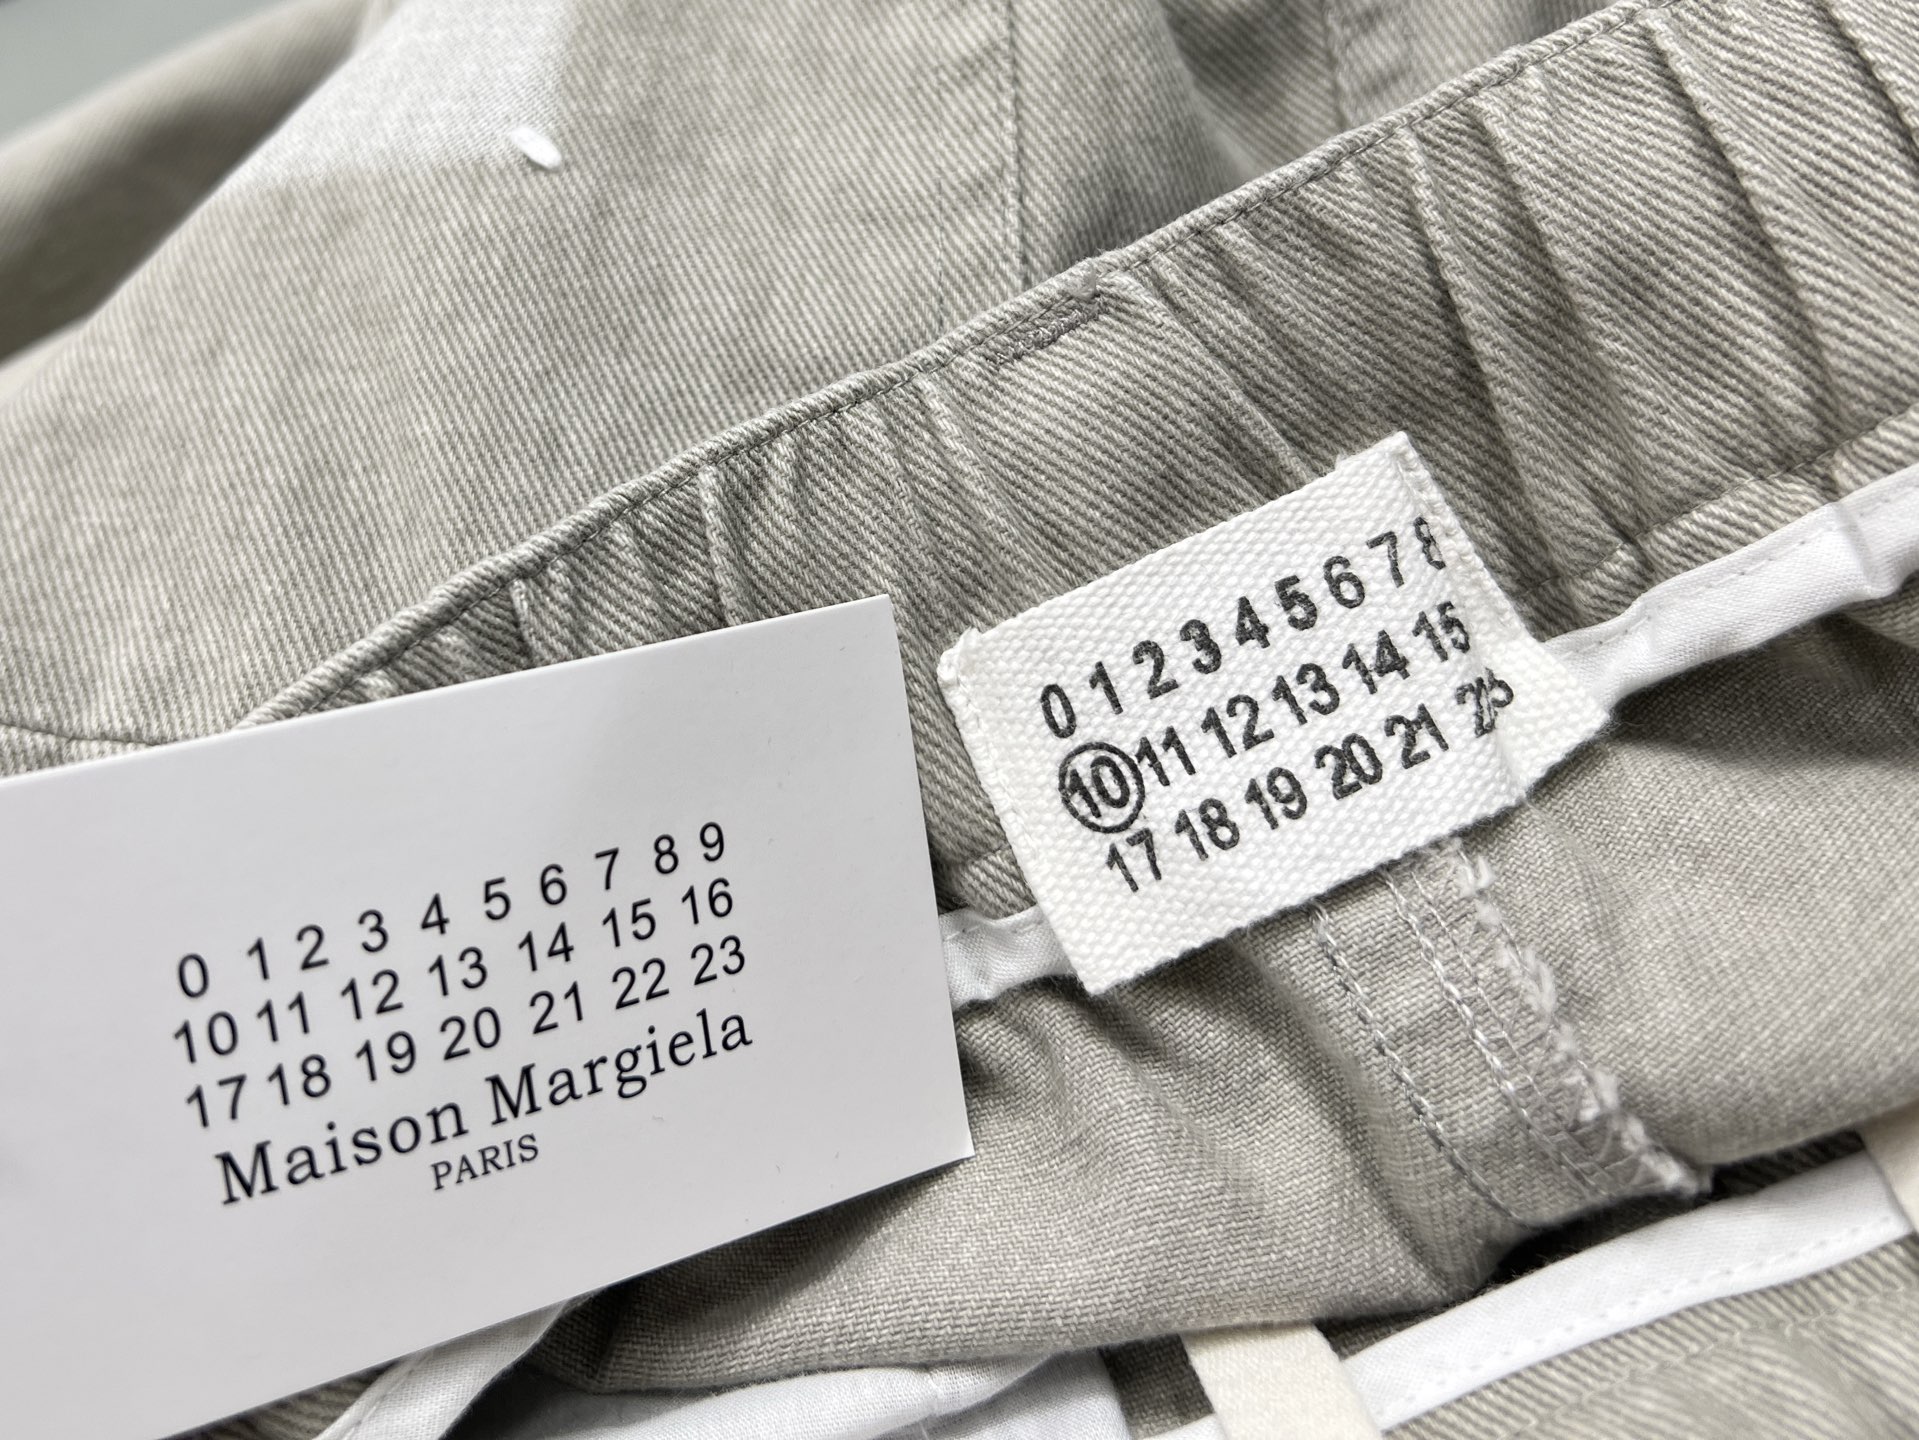 0 1 2 3 4 5 6 7 8 9
10 11 12 13 14 15 16
17 18 19 20 21 22 23
Maison Margiela
PARIS
0 1 2 3 4 5 6 7 8
10 11 12 13 14 15
17 18 19 20 21